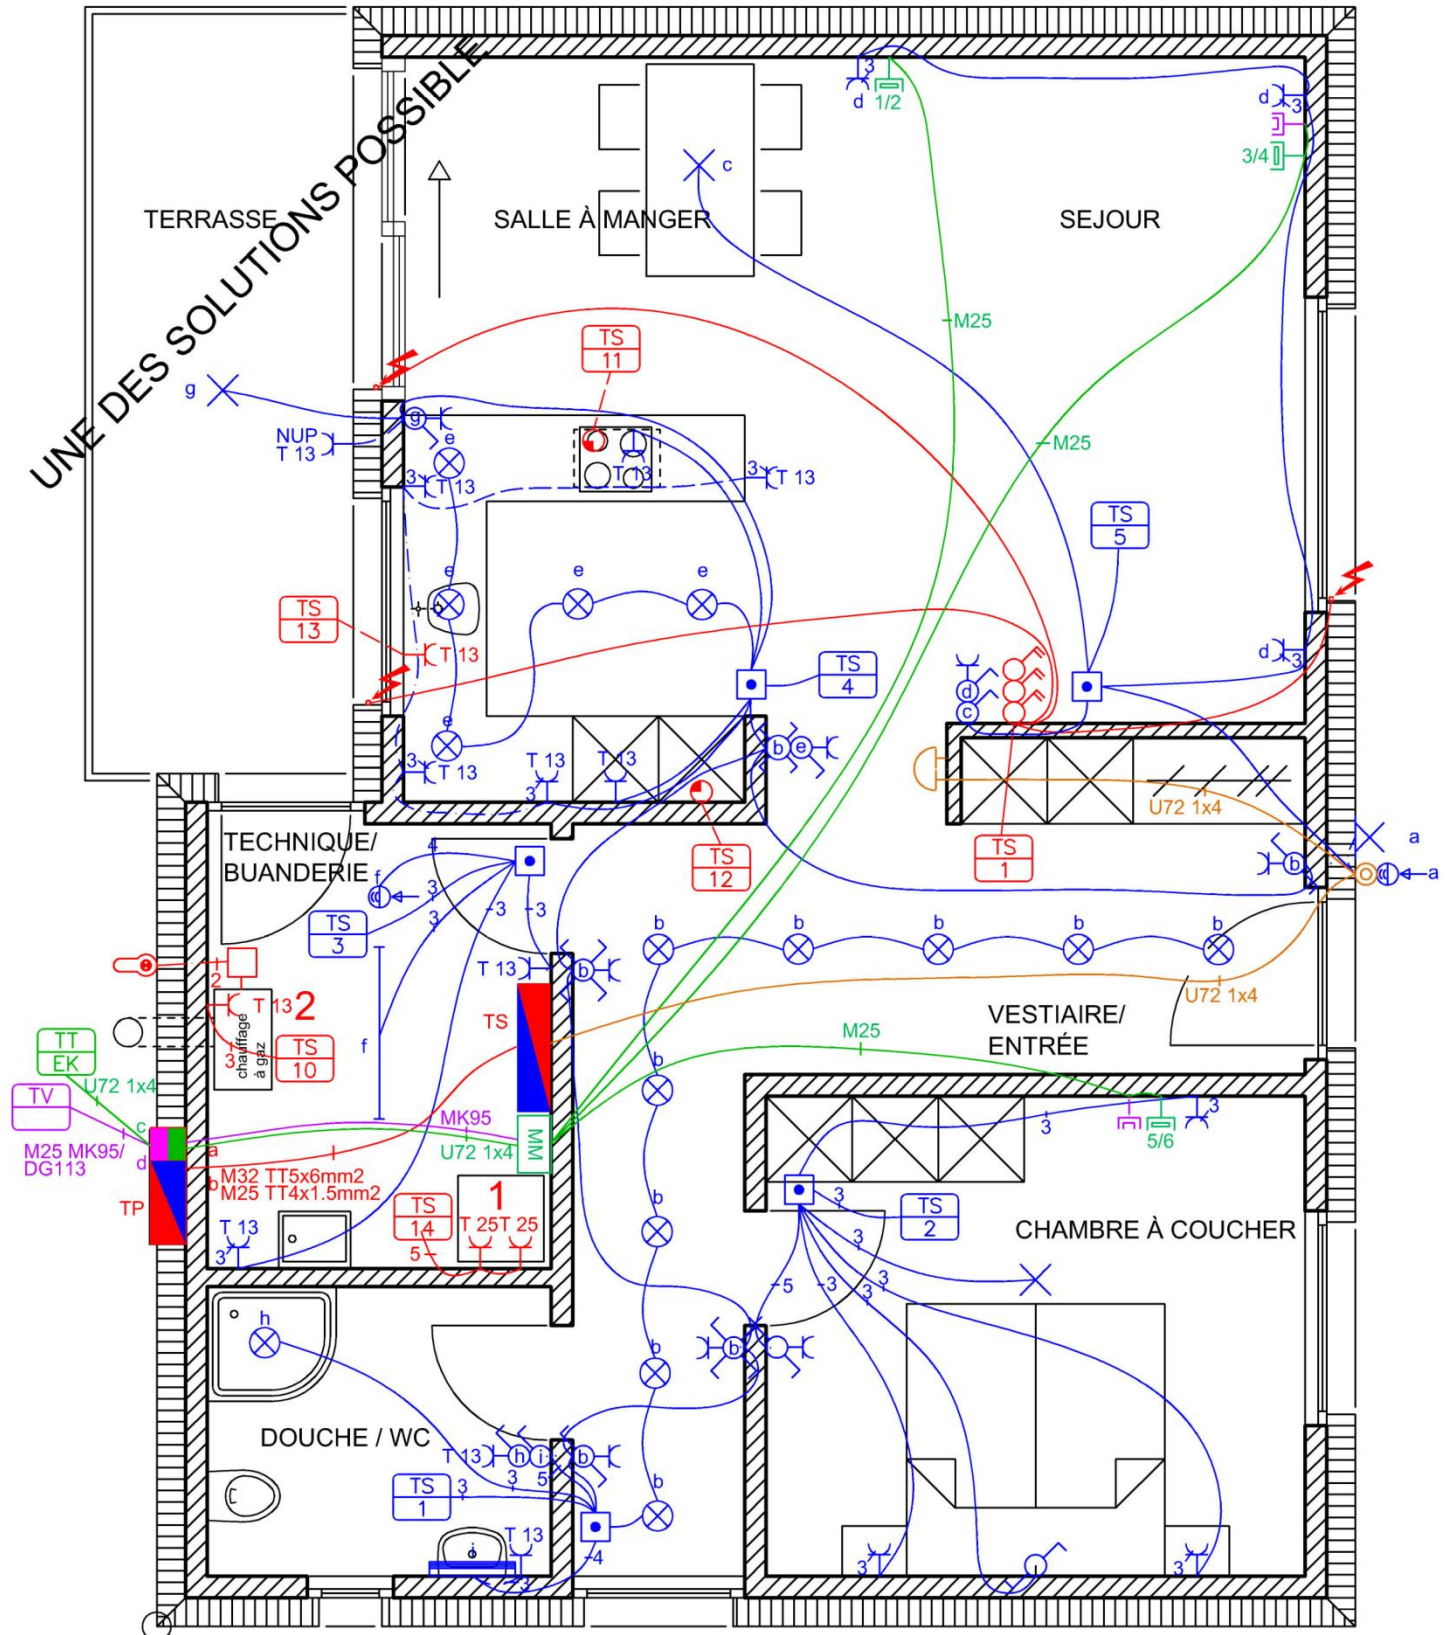 UNE DES SOLUTIONS POSSIBLE
3
d
1/2
d
3
3/4
c
TERRASSE
SALLE À MANGER
SEJOUR
M25
TS
11
g
g
e
NUP
T 13
M25
3
T 13
T 13
3
T 13
TS
5
e
e
e
TS
13
T 13
d
3
TS
4
d
c
e
b
e
3
T 13
T 13
T 13
3
U72 1x4
TECHNIQUE/
BUANDERIE
4
f
3
3
3
3
TS
3
TS
12
TS
1
b
a
a
b
b
b
b
b
T 13
b
2
T 13
2
TS
U72 1x4
VESTIAIRE/
ENTRÉE
chauffage
à gaz
3
TS
10
f
M25
TT
EK
U72 1x4
TV
b
c
MK95
M25 MK95/
DG113
d
a
U72 1x4
MM
b
M32 TT5x6mm2
M25 TT4x1.5mm2
TP
1
3
5/6
3
3
TS
2
T 13
3
TS
14
T 25
T 25
5
b
3
CHAMBRE À COUCHER
5
3
3
3
h
b
b
DOUCHE / WC
T 13
h
i
b
5
3
TS
1
3
b
i
T 13
4
3
3
3